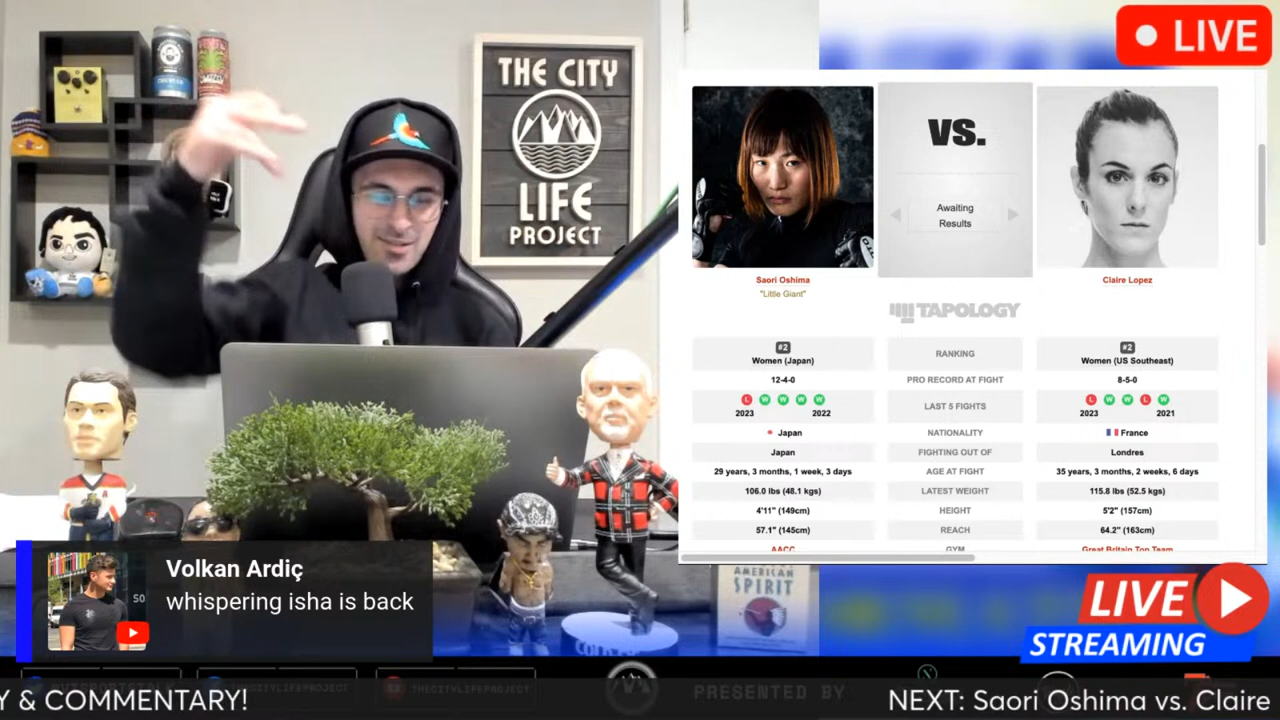 LIVE
THE CITY
LIFE
PROJECT
VS.
Awaiting
Results
Saori Oshima
"Little Giant"
Claire Lopez
TAPOLOGY
#2
Women (Japan)
RANKING
#2
Women (US Southeast)
12-4-0
PRO RECORD AT FIGHT
8-5-0
L W W W W
2023 2022
LAST 5 FIGHTS
L W W L W
2023 2021
Japan
NATIONALITY
France
Japan
FIGHTING OUT OF
Londres
29 years, 3 months, 1 week, 3 days
AGE AT FIGHT
35 years, 3 months, 2 weeks, 6 days
106.0 lbs (48.1 kgs)
LATEST WEIGHT
115.8 lbs (52.5 kgs)
4'11" (149cm)
HEIGHT
5'2" (157cm)
57.1" (145cm)
REACH
64.2" (163cm)
AACC
GYM
Great Britain Top Team
Volkan Ardiç
whispering isha is back
AMERICAN
SPIRIT
LIVE
STREAMING
THECITYLIFEPROJECT
PRESENTED BY
Y & COMMENTARY!
NEXT: Saori Oshima vs. Claire